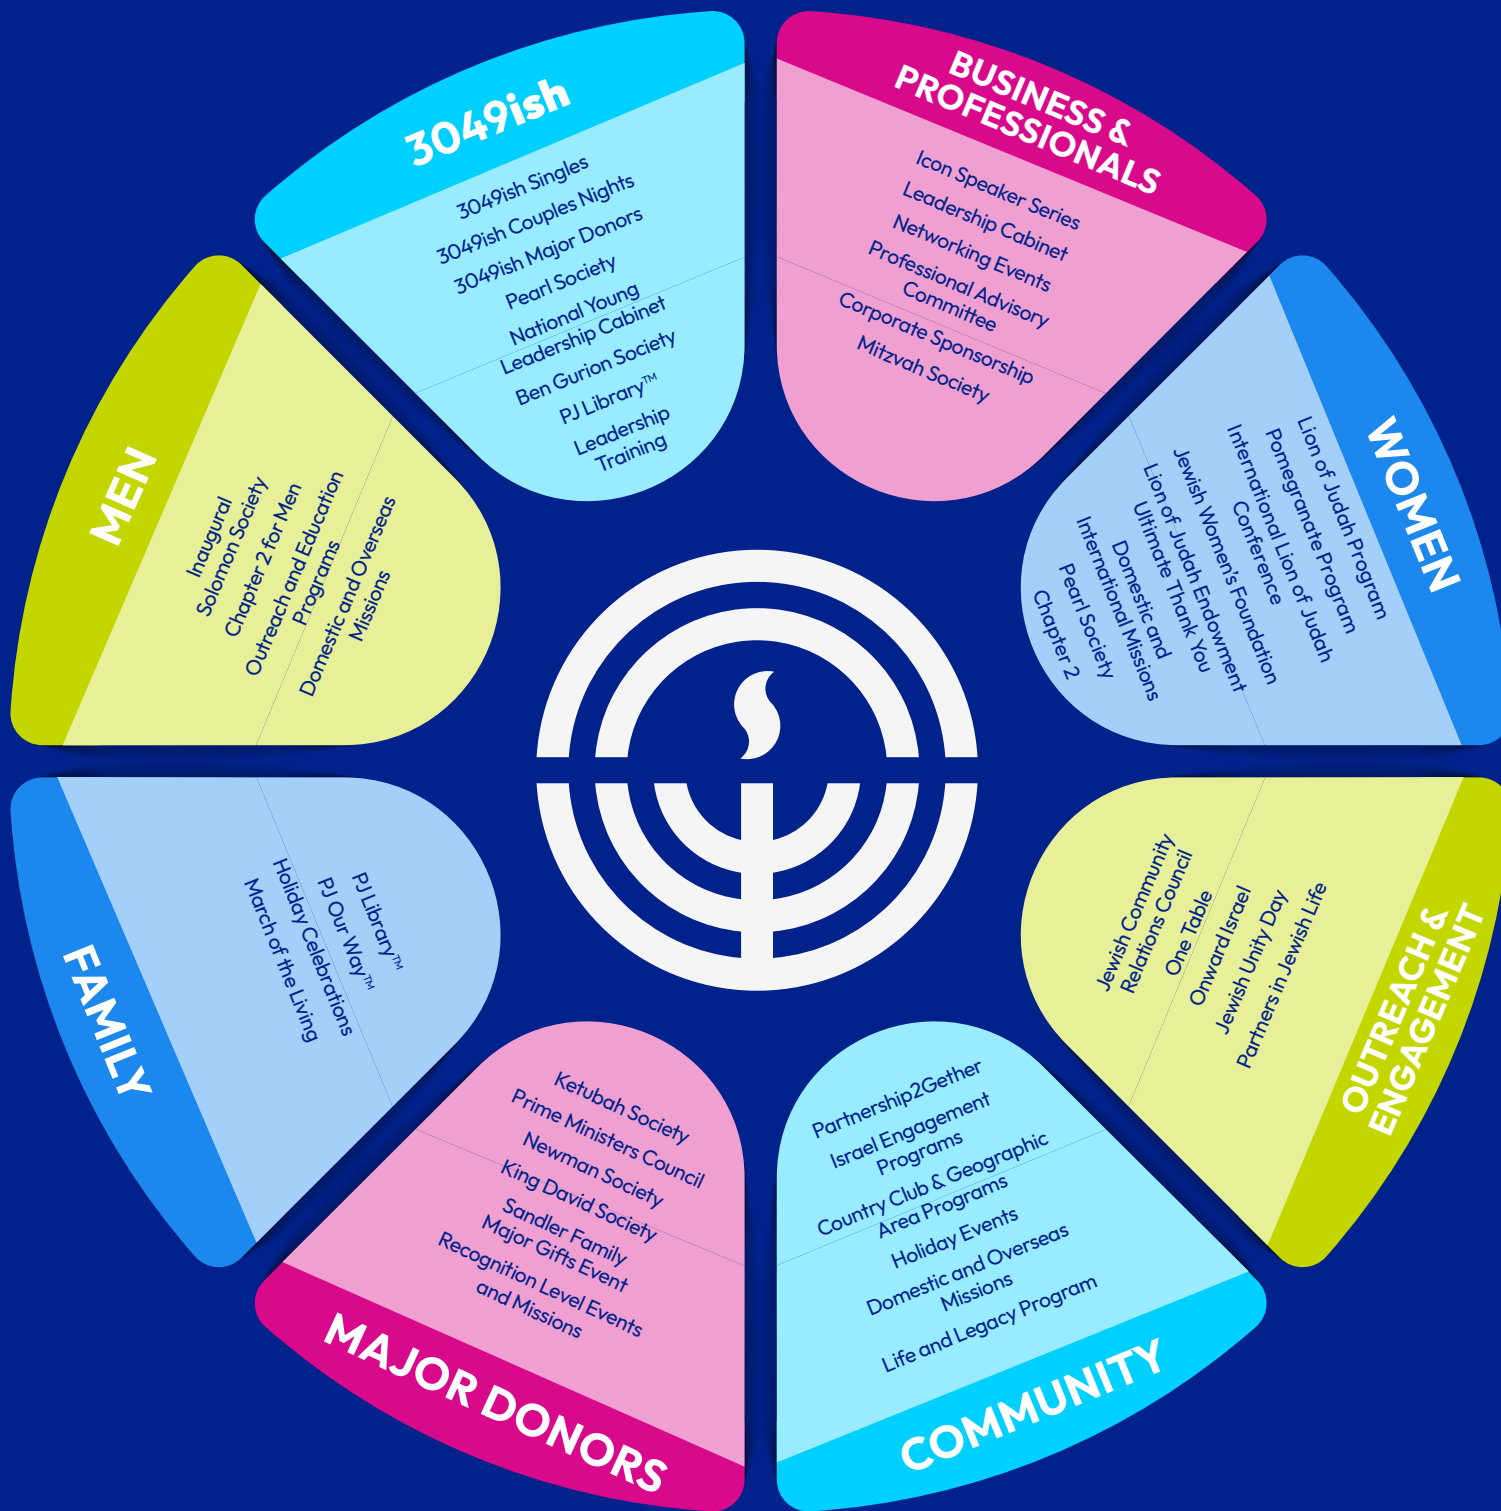 3049ish
3049ish Singles
3049ish Couples Nights
3049ish Major Donors
Pearl Society
National Young
Leadership Cabinet
Ben Gurion Society
PJ Library™
Leadership
Training
BUSINESS &
PROFESSIONALS
Icon Speaker Series
Leadership Cabinet
Networking Events
Professional Advisory
Committee
Corporate Sponsorship
Mitzvah Society
WOMEN
Lion of Judah Program
Pomegranate Program
International Lion of Judah
Conference
Jewish Women's Foundation
Lion of Judah Endowment
Ultimate Thank You
Domestic and
International Missions
Pearl Society
Chapter 2
OUTREACH &
ENGAGEMENT
Jewish Community
Relations Council
One Table
Onward Israel
Jewish Unity Day
Partners in Jewish Life
COMMUNITY
Partnership2Gether
Israel Engagement
Programs
Country Club & Geographic
Area Programs
Holiday Events
Domestic and Overseas
Missions
Life and Legacy Program
MAJOR DONORS
Ketubah Society
Prime Ministers Council
Newman Society
King David Society
Sandler Family
Major Gifts Event
Recognition Level Events
and Missions
FAMILY
PJ Library™
PJ Our Way™
Holiday Celebrations
March of the Living
MEN
Inaugural
Solomon Society
Chapter 2 for Men
Outreach and Education
Programs
Domestic and Overseas
Missions